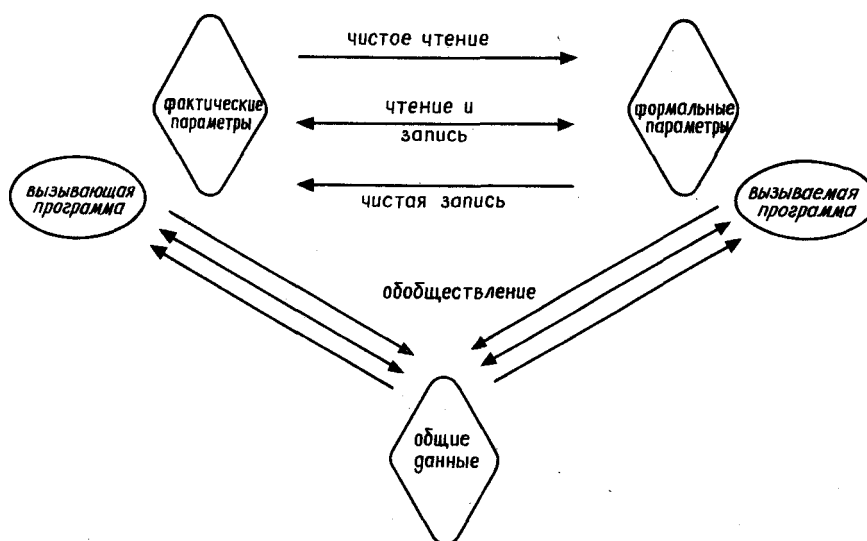 чистое чтение
фактические
параметры
чтение и
запись
формальные
параметры
чистая запись
вызывающая
программа
вызываемая
программа
обобществление
общие
данные